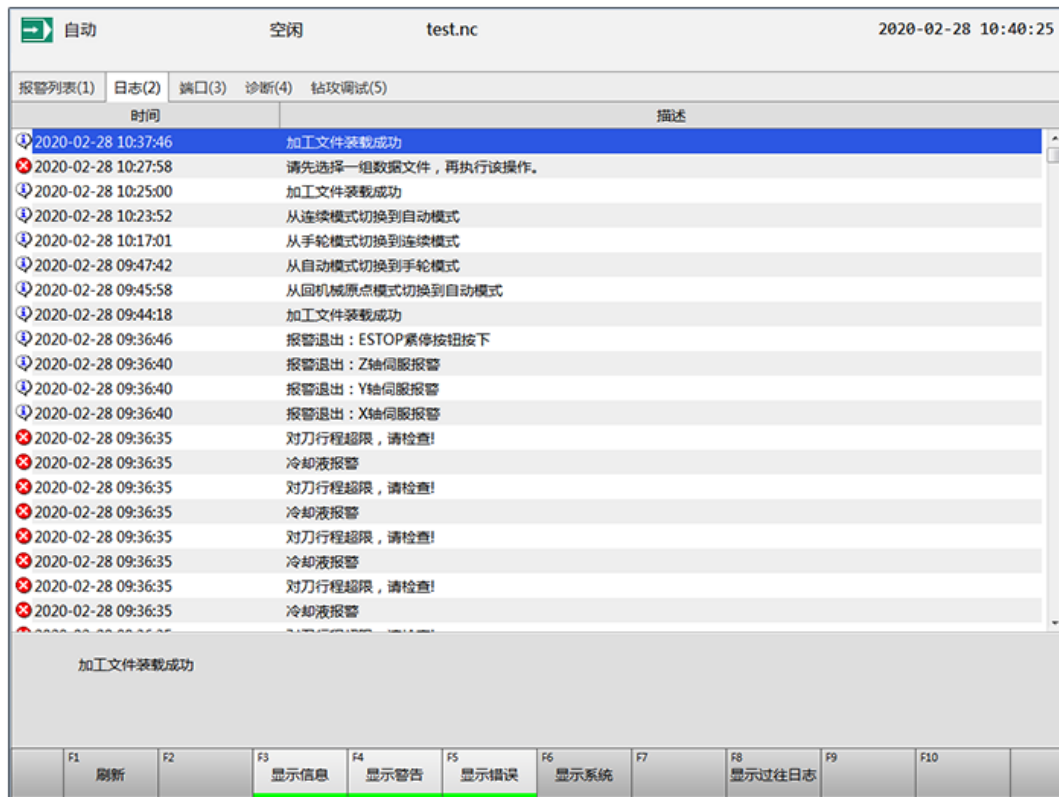 自动 空闲 test.nc 2020-02-28 10:40:25
报警列表(1) 日志(2) 端口(3) 诊断(4) 钻攻调试(5)
时间 描述
2020-02-28 10:37:46 加工文件装载成功
2020-02-28 10:27:58 请先选择一组数据文件，再执行该操作。
2020-02-28 10:25:00 加工文件装载成功
2020-02-28 10:23:52 从连续模式切换到自动模式
2020-02-28 10:17:01 从手轮模式切换到连续模式
2020-02-28 09:47:42 从自动模式切换到手轮模式
2020-02-28 09:45:58 从回机械原点模式切换到自动模式
2020-02-28 09:44:18 加工文件装载成功
2020-02-28 09:36:46 报警退出：ESTOP紧停按钮按下
2020-02-28 09:36:40 报警退出：Z轴伺服报警
2020-02-28 09:36:40 报警退出：Y轴伺服报警
2020-02-28 09:36:40 报警退出：X轴伺服报警
2020-02-28 09:36:35 对刀行程超限，请检查!
2020-02-28 09:36:35 冷却液报警
2020-02-28 09:36:35 对刀行程超限，请检查!
2020-02-28 09:36:35 冷却液报警
2020-02-28 09:36:35 对刀行程超限，请检查!
2020-02-28 09:36:35 冷却液报警
2020-02-28 09:36:35 对刀行程超限，请检查!
2020-02-28 09:36:35 冷却液报警
加工文件装载成功
F1 F2 F3 F4 F5 F6 F7 F8 F9 F10
刷新 显示信息 显示警告 显示错误 显示系统 显示过往日志